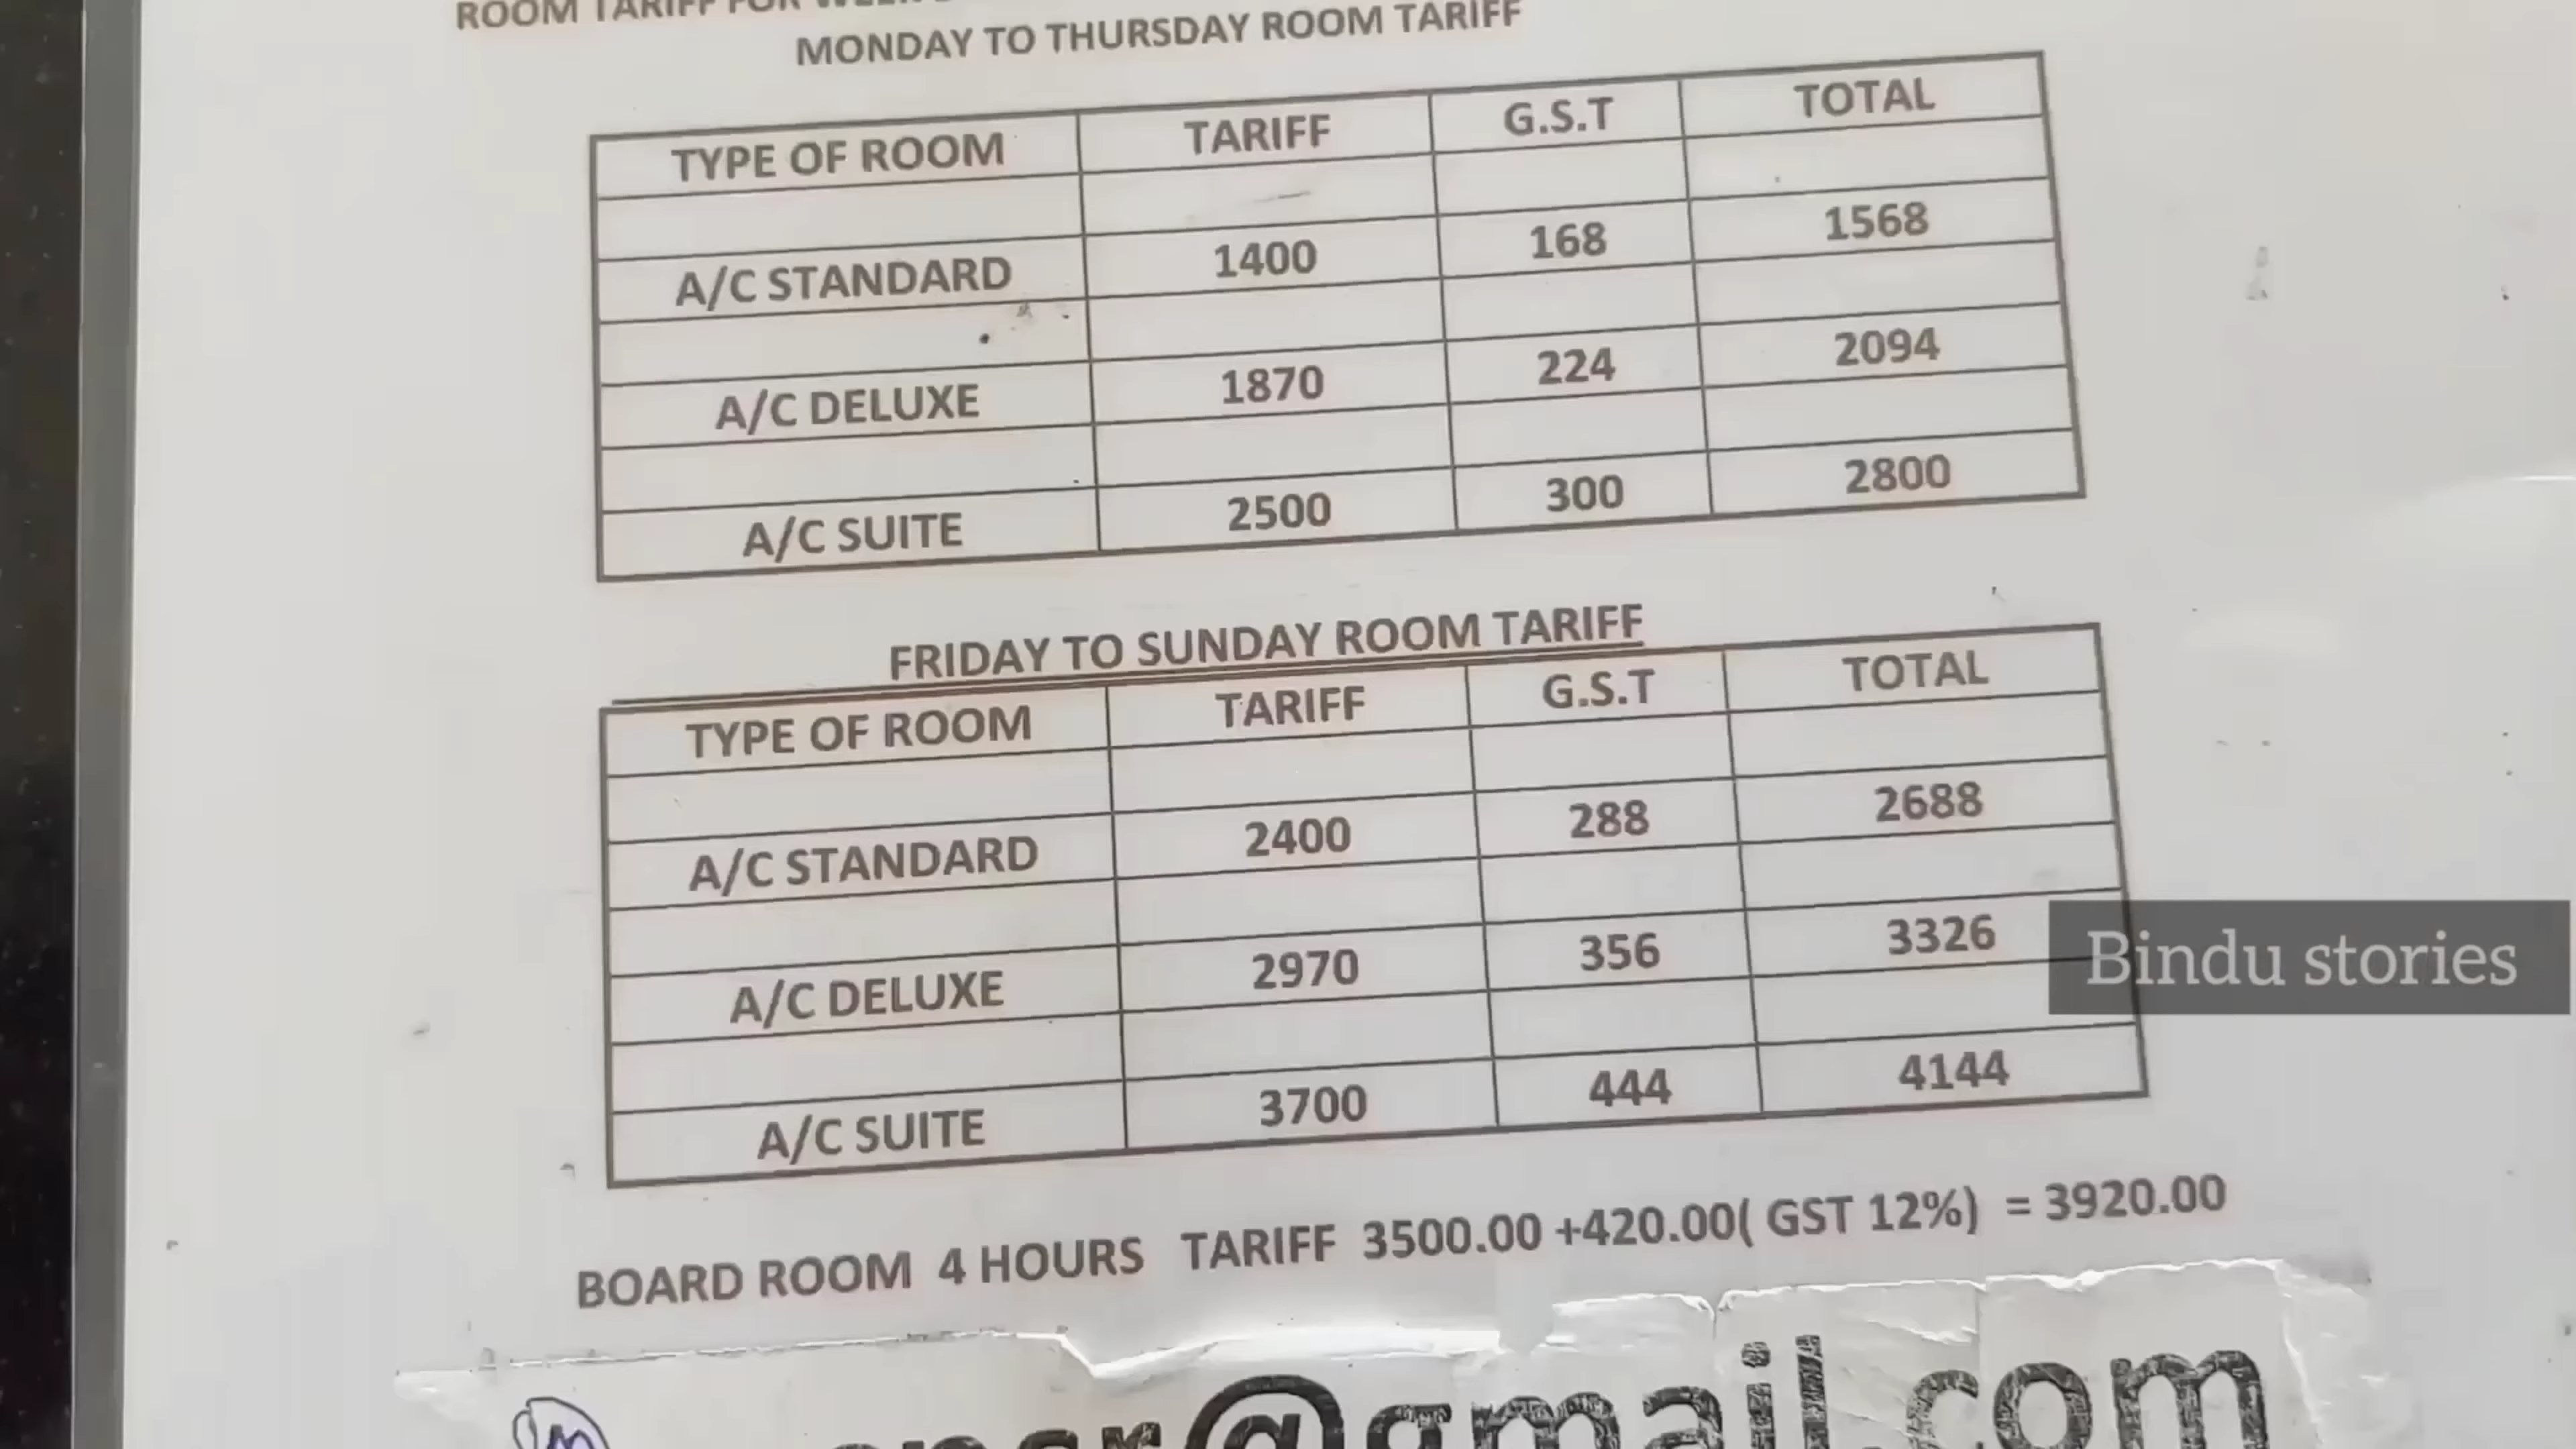 ROOM TARIFF FOR
MONDAY TO THURSDAY ROOM TARIFF
TYPE OF ROOM TARIFF G.S.T TOTAL
A/C STANDARD 1400 168 1568
A/C DELUXE 1870 224 2094
A/C SUITE 2500 300 2800
FRIDAY TO SUNDAY ROOM TARIFF
TYPE OF ROOM TARIFF G.S.T TOTAL
A/C STANDARD 2400 288 2688
A/C DELUXE 2970 356 3326
A/C SUITE 3700 444 4144
Bindu stories
BOARD ROOM 4 HOURS TARIFF 3500.00 +420.00( GST 12%) = 3920.00
@gmail.com